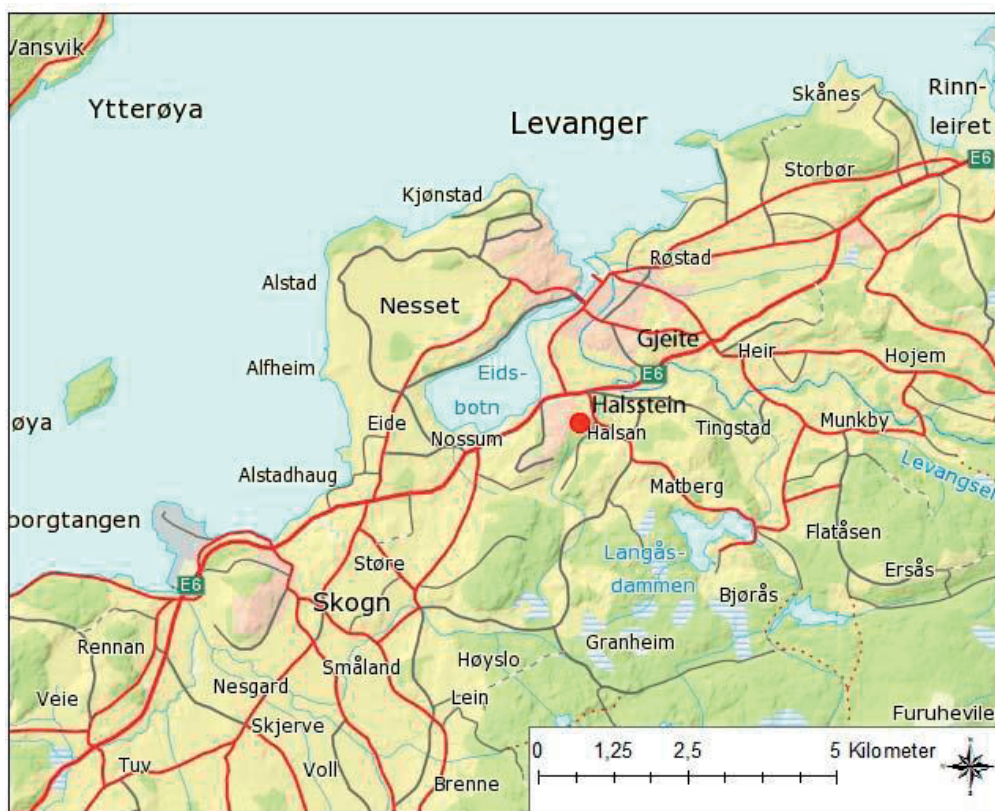 Vansvik
Ytterøya
Levanger
Skånes
Rinn-
leiret
E6
Storbør
Kjønstad
Røstad
Alstad
Nesset
Gjeite
Heir
Hojem
E6
Alfheim
Eids-
botn
øya
Eide
Nossum
Halsstein
Halsan
Tingstad
Munkby
Alstadhaug
Matberg
Levangsel
borgtangen
Støre
Langås-
dammen
Flatåsen
Ersås
E6
Skogn
Bjørås
Rennan
Småland
Høyslo
Granheim
Veie
Nesgard
Lein
Furuhevile
Skjerve
Tuv
Voll
Brenne
0 1,25 2,5 5 Kilometer